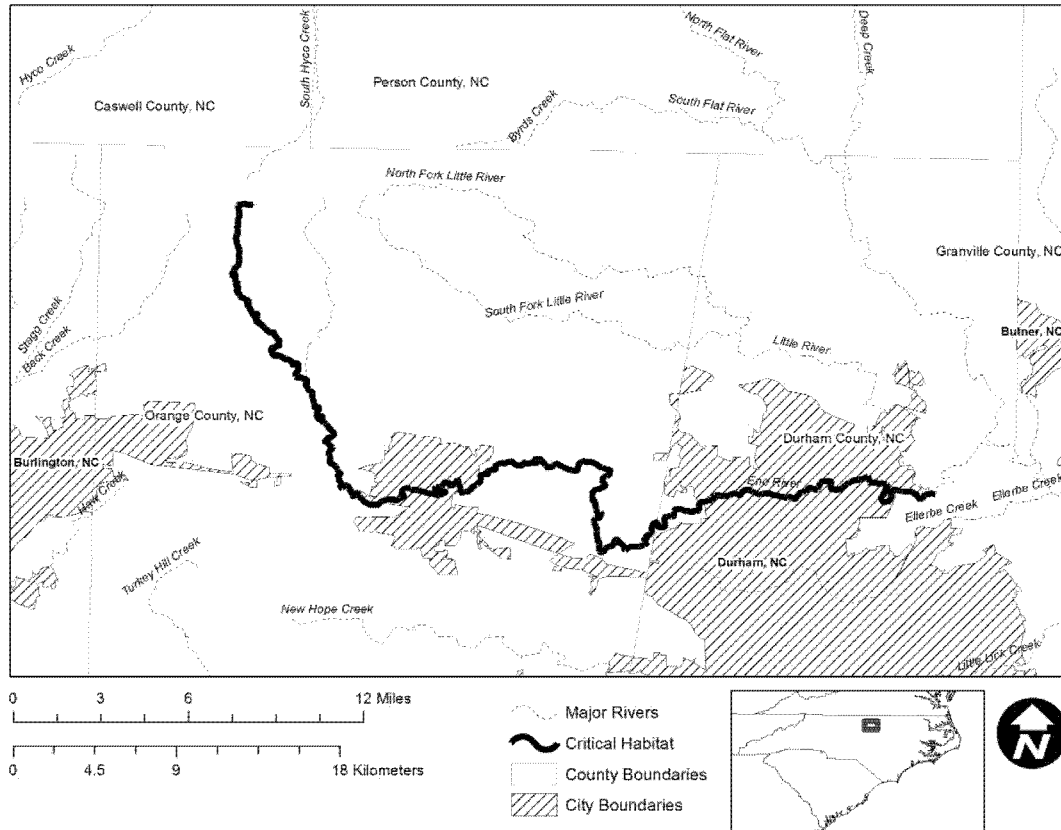 Hyco Creek
South Hyco Creek
North Flat River
Deep Creek
Caswell County, NC
Person County, NC
Byrds Creek
South Flat River
North Fork Little River
Granville County, NC
Stagg Creek
Beck Creek
South Fork Little River
Little River
Butner, NC
Orange County, NC
Durham County, NC
Burlington, NC
Haw Creek
Eno River
Ellerbe Creek
Ellerbe Creek
Turkey Hill Creek
Durham, NC
New Hope Creek
Little Lick Creek
0 3 6 12 Miles
0 4.5 9 18 Kilometers
Major Rivers
Critical Habitat
County Boundaries
City Boundaries
N